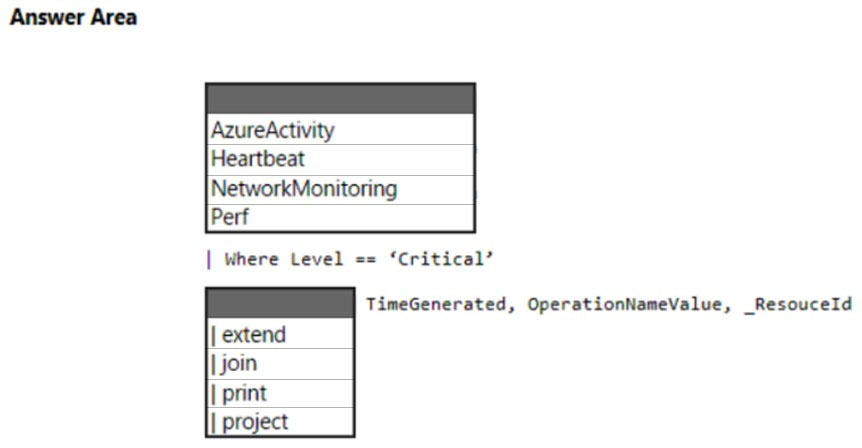 Answer Area
AzureActivity
Heartbeat
NetworkMonitoring
Perf
| Where Level == ‘Critical’
TimeGenerated, OperationNameValue, _ResouceId
| extend
| join
| print
| project